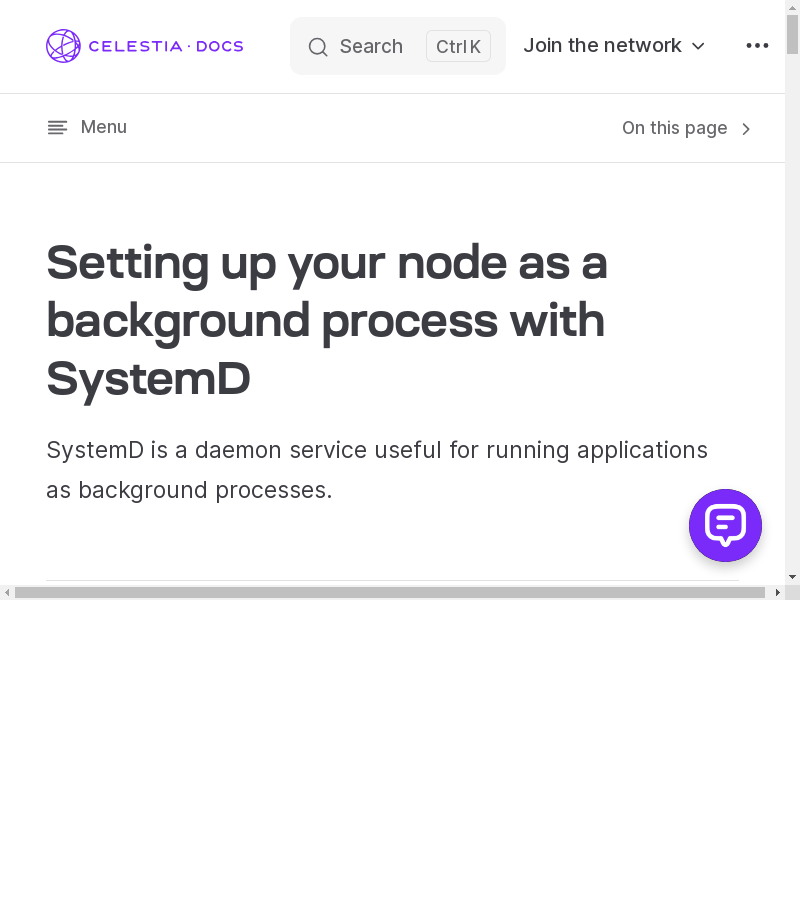 CELESTIA · DOCS
Search
Ctrl K
Join the network
Menu
On this page
Setting up your node as a
background process with
SystemD
SystemD is a daemon service useful for running applications
as background processes.